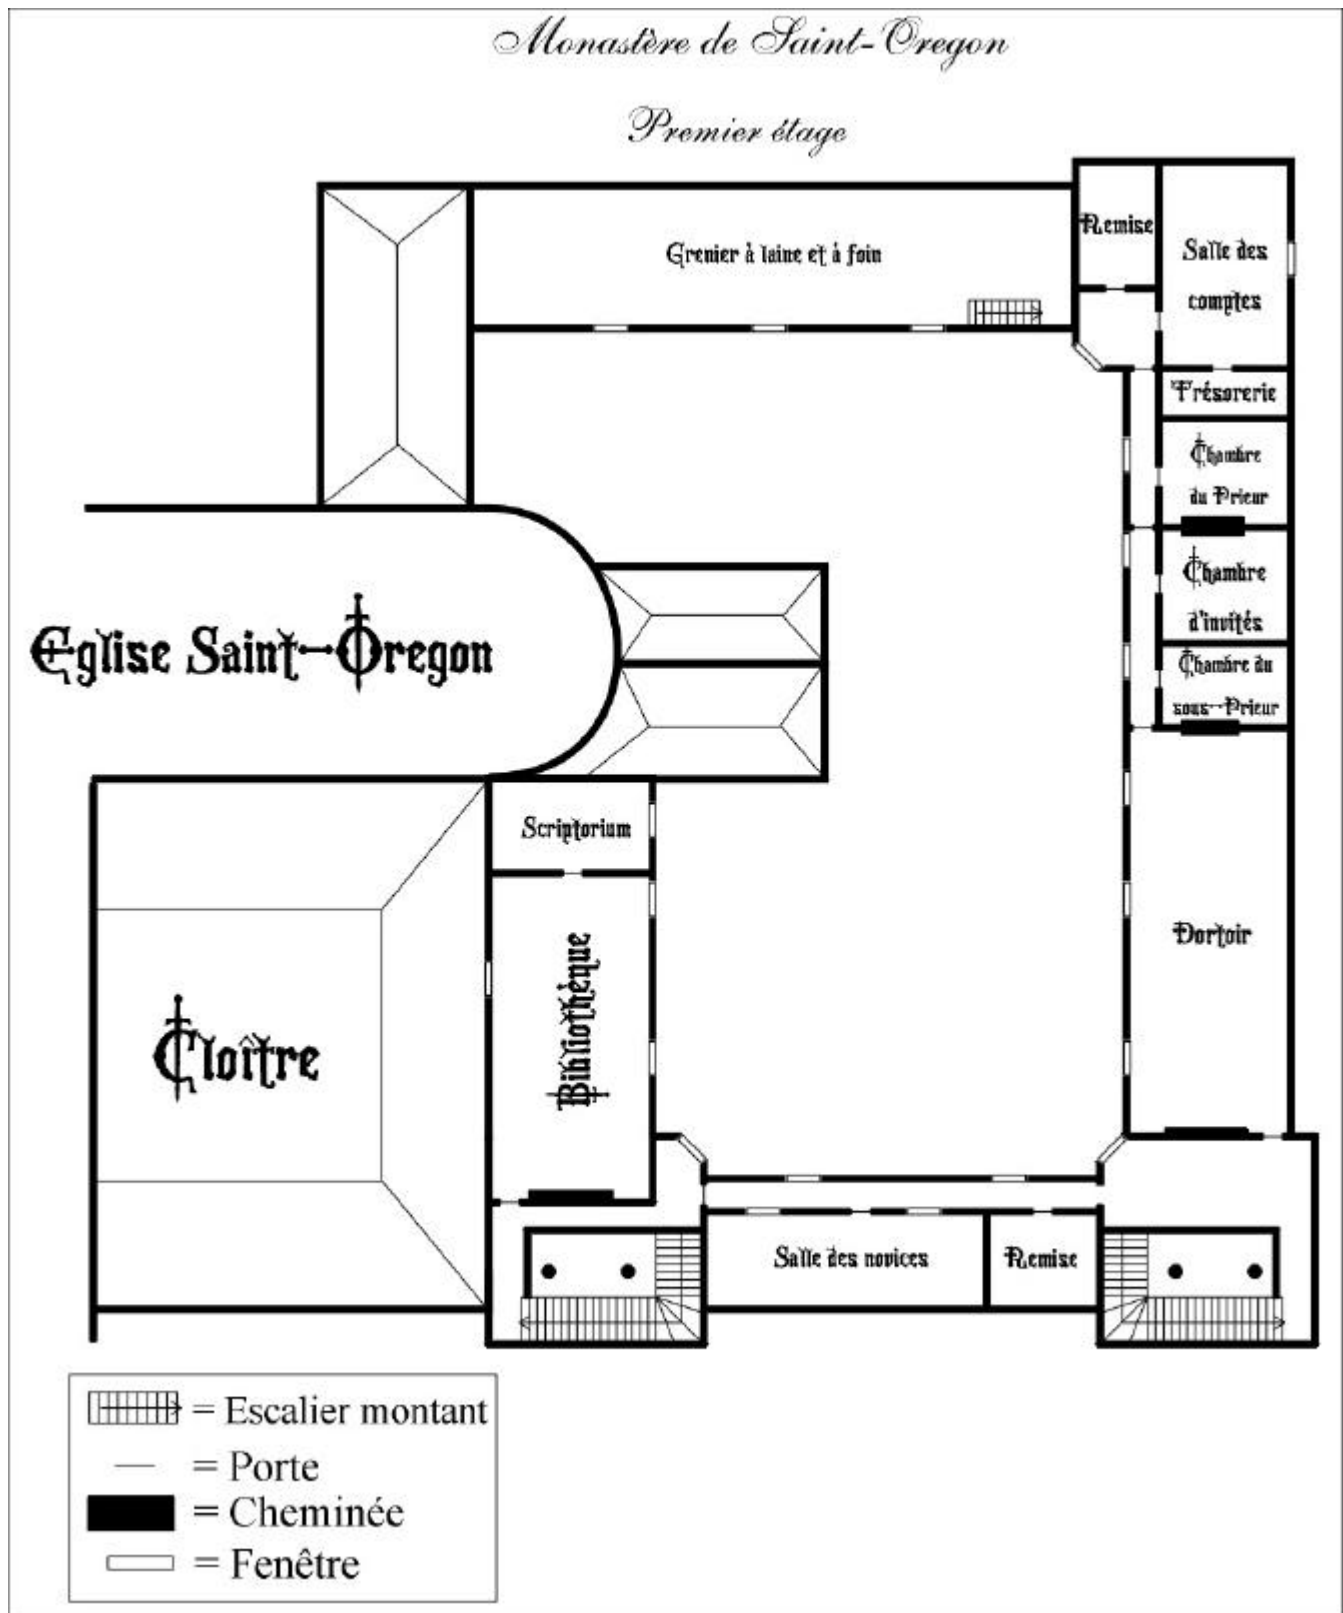 Monastère de Saint-Oregon
Premier étage
Remise
Grenier à laine et à foin
Salle des
comptes
Trésorerie
Chambre
du Prieur
Chambre
d'invités
Chambre du
sous-Prieur
Eglise Saint-Oregon
Scriptorium
Bibliothèque
Dortoir
Cloître
Salle des novices
Remise
= Escalier montant
= Porte
= Cheminée
= Fenêtre